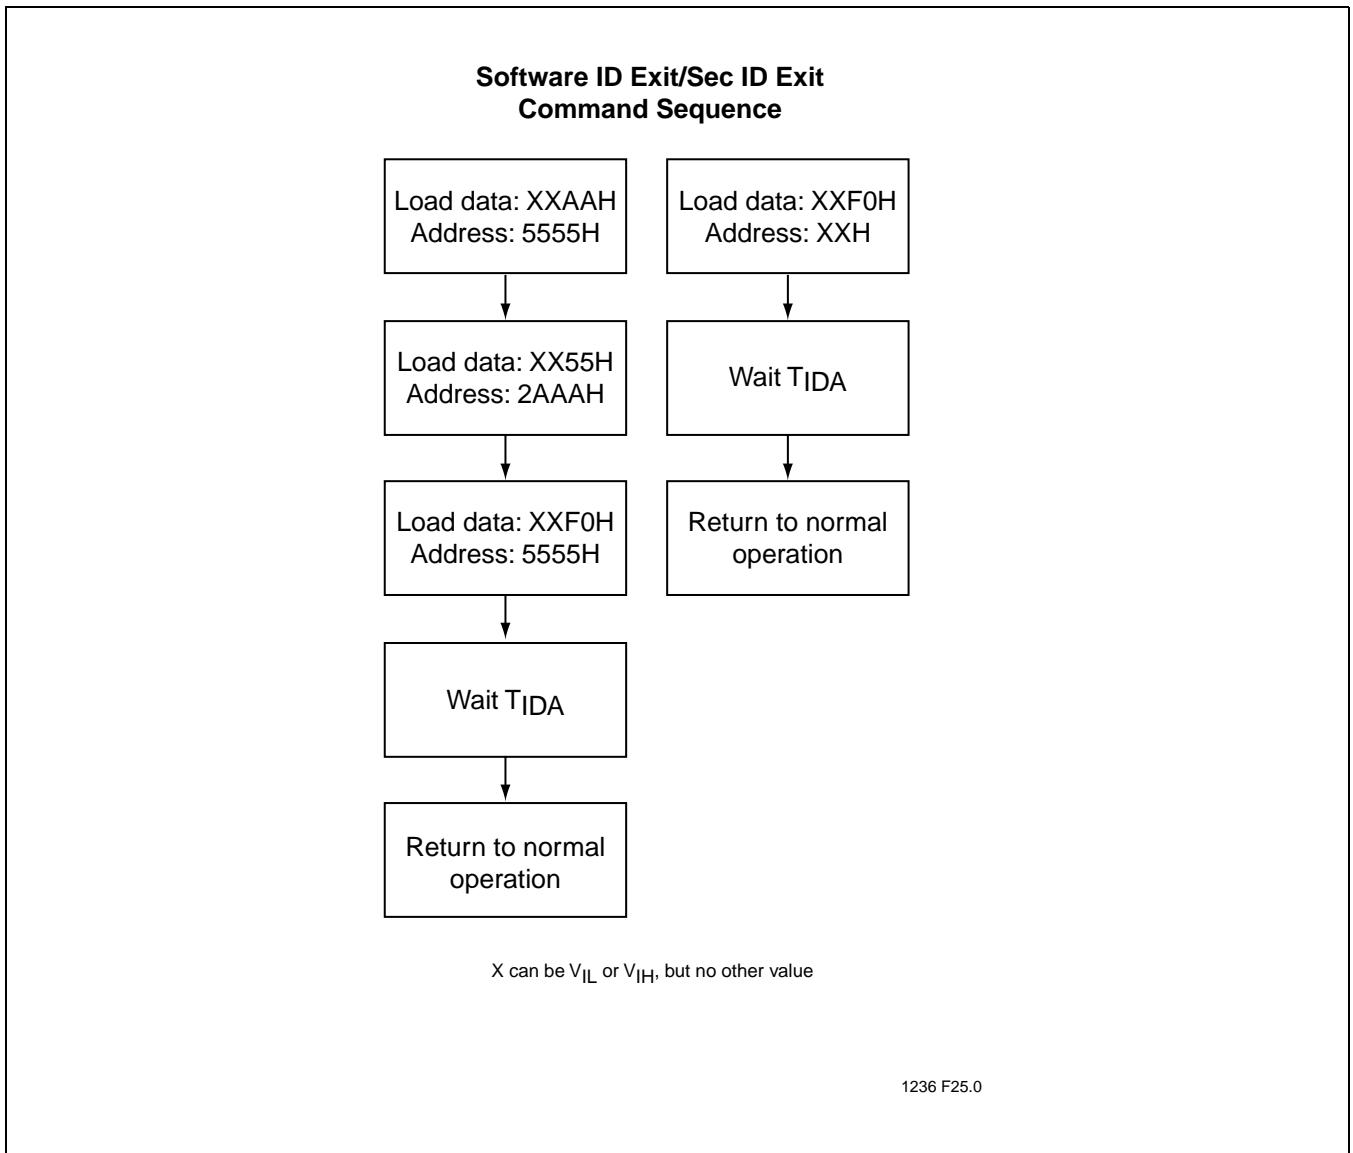 Software ID Exit/Sec ID Exit
Command Sequence
Load data: XXAAH
Address: 5555H
Load data: XX55H
Address: 2AAAH
Load data: XXF0H
Address: 5555H
Wait TIDA
Return to normal
operation
Load data: XXF0H
Address: XXH
Wait TIDA
Return to normal
operation
X can be VIL or VIH, but no other value
1236 F25.0